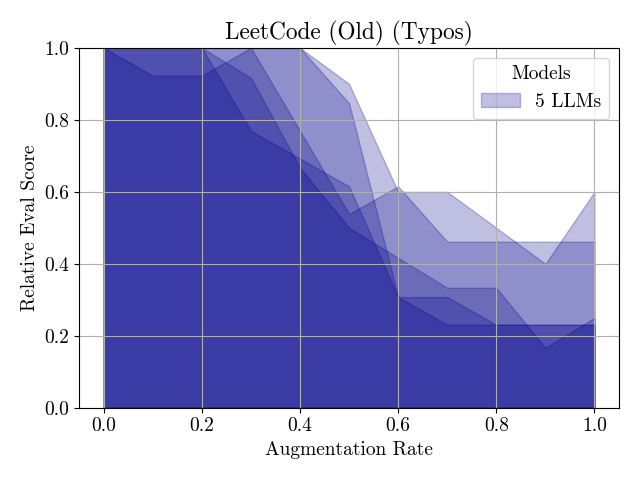 LeetCode (Old) (Typos)
Models
5 LLMs
Relative Eval Score
1.0
0.8
0.6
0.4
0.2
0.0
0.0 0.2 0.4 0.6 0.8 1.0
Augmentation Rate